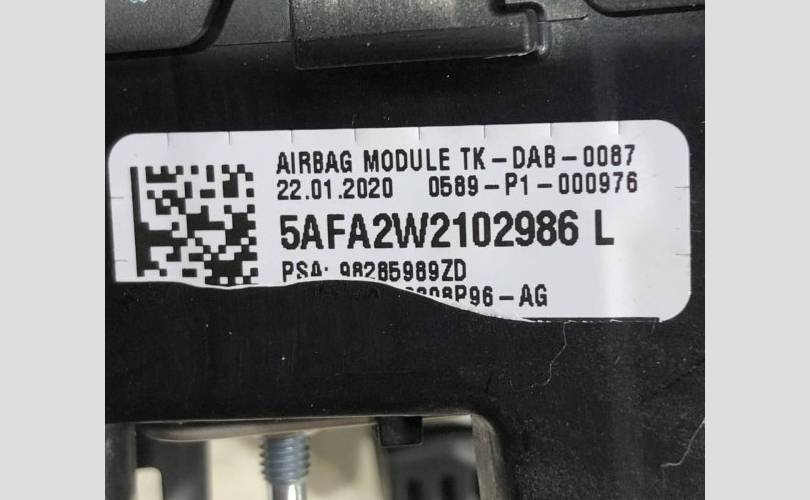 AIRBAG MODULE TK-DAB-0087
22.01.2020 0589-P1-000976
5AFA2W2102986 L
PSA: 98285989ZD